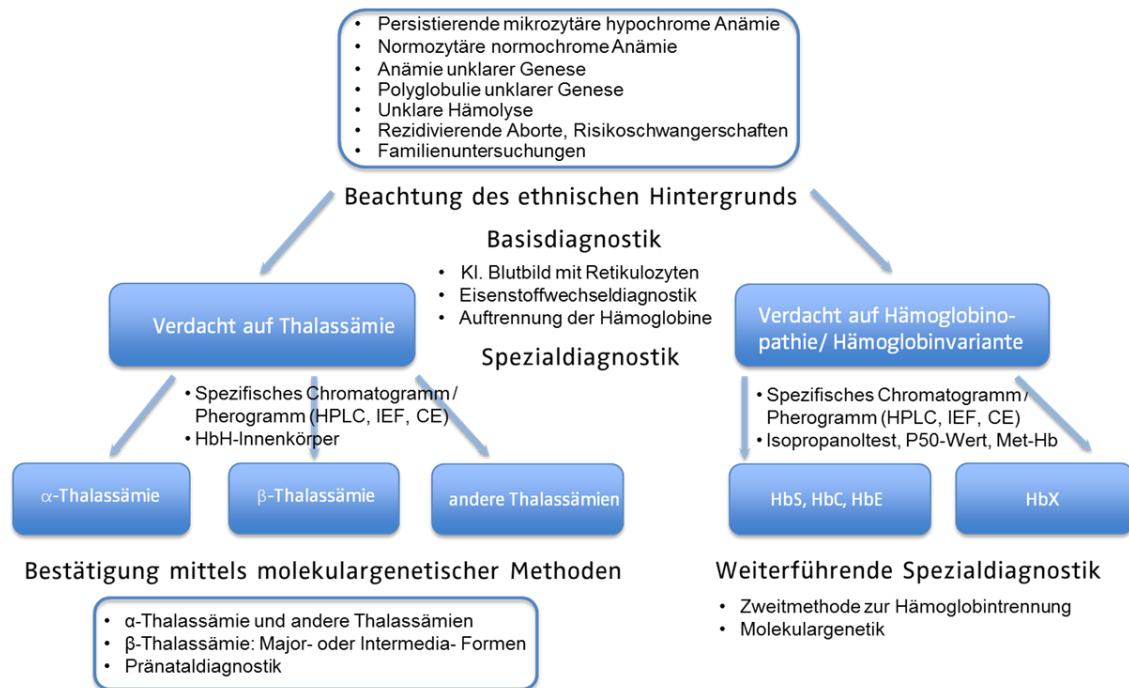 • Persistierende mikrozytäre hypochrome Anämie
• Normozytäre normochrome Anämie
• Anämie unklarer Genese
• Polyglobulie unklarer Genese
• Unklare Hämolyse
• Rezidivierende Aborte, Risikoschwangerschaften
• Familienuntersuchungen
Beachtung des ethnischen Hintergrunds
Basisdiagnostik
• Kl. Blutbild mit Retikulozyten
• Eisenstoffwechseldiagnostik
• Auftrennung der Hämoglobine
Verdacht auf Thalassämie
Verdacht auf Hämoglobino-
pathie/ Hämoglobinvariante
Spezialdiagnostik
• Spezifisches Chromatogramm/
Pherogramm (HPLC, IEF, CE)
• HbH-Innenkörper
• Spezifisches Chromatogramm/
Pherogramm (HPLC, IEF, CE)
• Isopropanoltest, P50-Wert, Met-Hb
α-Thalassämie
β-Thalassämie
andere Thalassämien
HbS, HbC, HbE
HbX
Bestätigung mittels molekulargenetischer Methoden
• α-Thalassämie und andere Thalassämien
• β-Thalassämie: Major- oder Intermedia- Formen
• Pränataldiagnostik
Weiterführende Spezialdiagnostik
• Zweitmethode zur Hämoglobintrennung
• Molekulargenetik